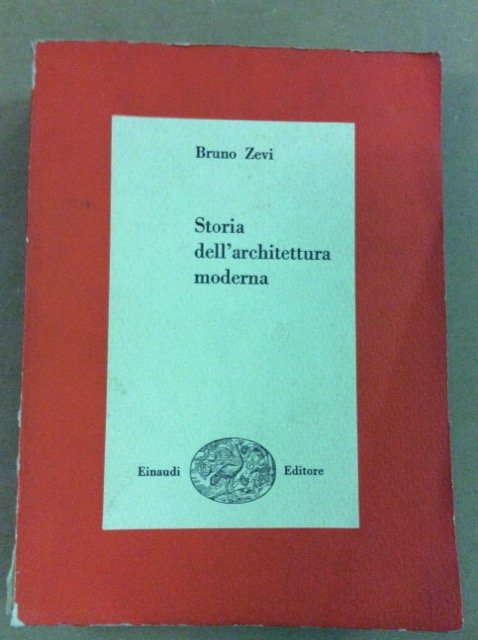 Bruno Zevi
Storia
dell'architettura
moderna
Einaudi Editore